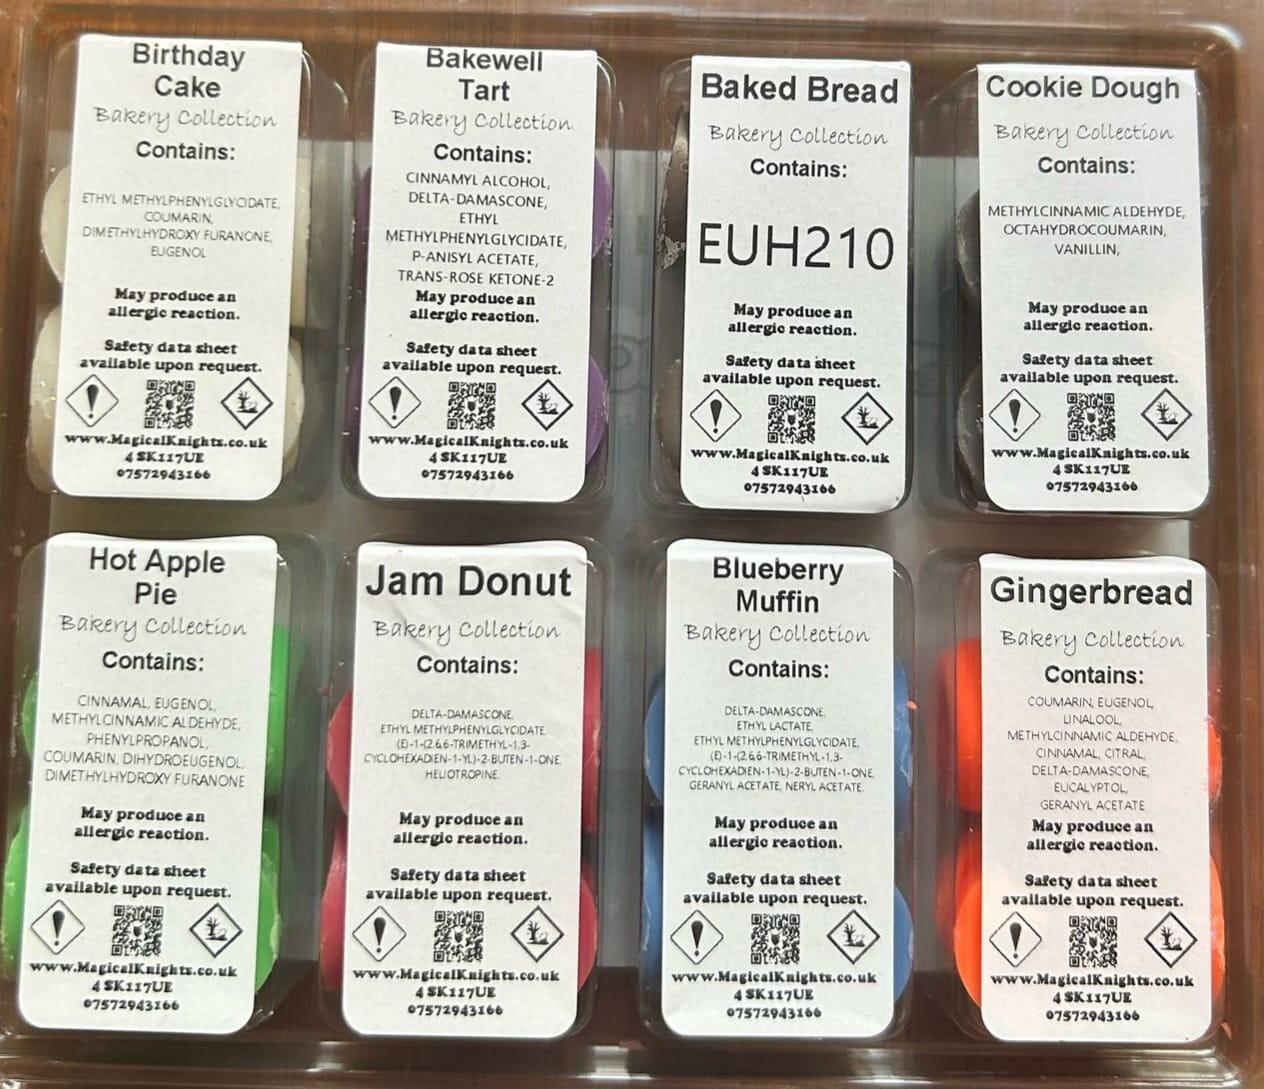 Birthday
Cake
Bakery Collection
Contains:
ETHYL METHYLPHENYLGLYCIDATE,
COUMARIN,
DIMETHYLHYDROXY FURANONE,
EUGENOL
May produce an
allergic reaction.
Safety data sheet
available upon request.
www.MagicalKnights.co.uk
4 SK117UE
07572943166
Bakewell
Tart
Bakery Collection
Contains:
CINNAMYL ALCOHOL,
DELTA-DAMASCONE,
ETHYL
METHYLPHENYLGLYCIDATE,
P-ANISYL ACETATE,
TRANS-ROSE KETONE-2
May produce an
allergic reaction.
Safety data sheet
available upon request.
www.MagicalKnights.co.uk
4 SK117UE
07572943166
Baked Bread
Bakery Collection
Contains:
EUH210
May produce an
allergic reaction.
Safety data sheet
available upon request.
www.MagicalKnights.co.uk
4 SK117UE
07572943166
Cookie Dough
Bakery Collection
Contains:
METHYLCINNAMIC ALDEHYDE,
OCTAHYDROCOUMARIN,
VANILLIN,
May produce an
allergic reaction.
Safety data sheet
available upon request.
www.MagicalKnights.co.uk
4 SK117UE
07572943166
Hot Apple
Pie
Bakery Collection
Contains:
CINNAMAL, EUGENOL,
METHYLCINNAMIC ALDEHYDE,
PHENYLPROPANOL,
COUMARIN, DIHYDROEUGENOL,
DIMETHYLHYDROXY FURANONE
May produce an
allergic reaction.
Safety data sheet
available upon request.
www.MagicalKnights.co.uk
4 SK117UE
07572943166
Jam Donut
Bakery Collection
Contains:
DELTA-DAMASCONE,
ETHYL METHYLPHENYLGLYCIDATE,
(E)-1-(2,6,6-TRIMETHYL-1,3-
CYCLOHEXADIEN-1-YL)-2-BUTEN-1-ONE,
HELIOTROPINE.
May produce an
allergic reaction.
Safety data sheet
available upon request.
www.MagicalKnights.co.uk
4 SK117UE
07572943166
Blueberry
Muffin
Bakery Collection
Contains:
DELTA-DAMASCONE,
ETHYL LACTATE,
ETHYL METHYLPHENYLGLYCIDATE,
(E)-1-(2,6,6-TRIMETHYL-1,3-
CYCLOHEXADIEN-1-YL)-2-BUTEN-1-ONE,
GERANYL ACETATE, NERYL ACETATE.
May produce an
allergic reaction.
Safety data sheet
available upon request.
www.MagicalKnights.co.uk
4 SK117UE
07572943166
Gingerbread
Bakery Collection
Contains:
COUMARIN, EUGENOL,
LINALOOL,
METHYLCINNAMIC ALDEHYDE,
CINNAMAL, CITRAL,
DELTA-DAMASCONE,
EUCALYPTOL,
GERANYL ACETATE
May produce an
allergic reaction.
Safety data sheet
available upon request.
www.MagicalKnights.co.uk
4 SK117UE
07572943166